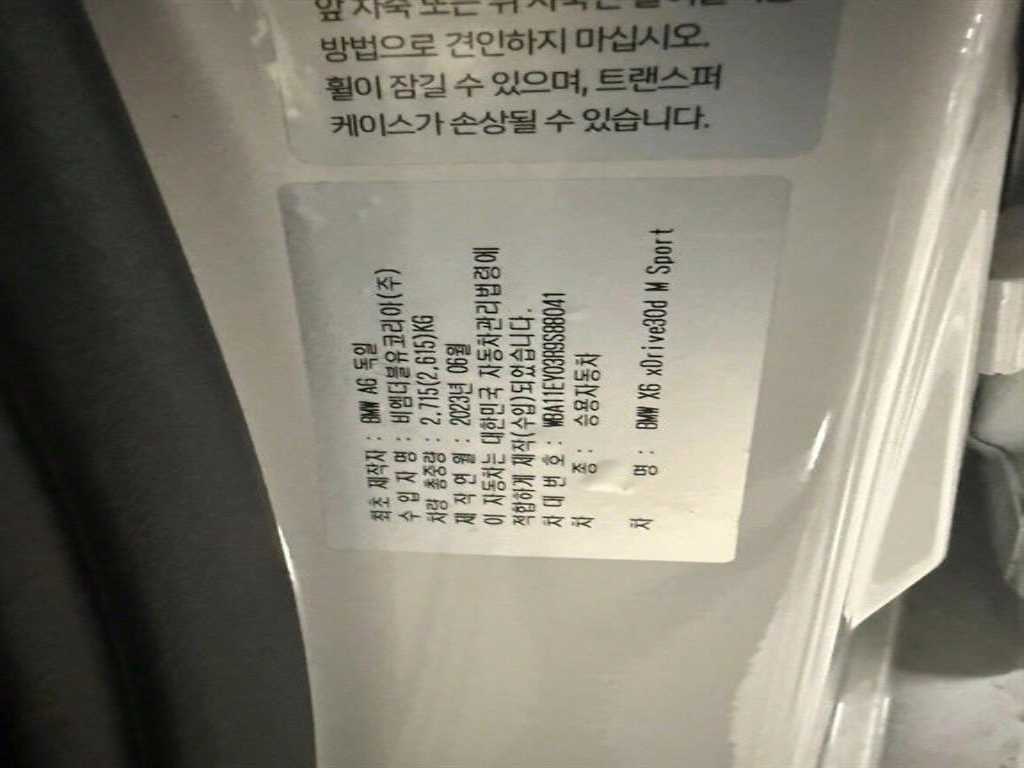 방법으로 견인하지 마십시오.
휠이 잠길 수 있으며, 트랜스퍼
케이스가 손상될 수 있습니다.
최초 제작자 : BMW AG 독일
수 입 자 명 : 비엠더블유코리아(주)
차량 총중량 : 2,715(2,615)KG
제 작 연 월 : 2023년 06월
이 자동차는 대한민국 자동차관리법령에
적합하게 제작(수입)되었습니다.
차 대 번 호 : WBA11EY03R9S88041
차 종 : 승용자동차
차 명 : BMW X6 xDrive30d M Sport